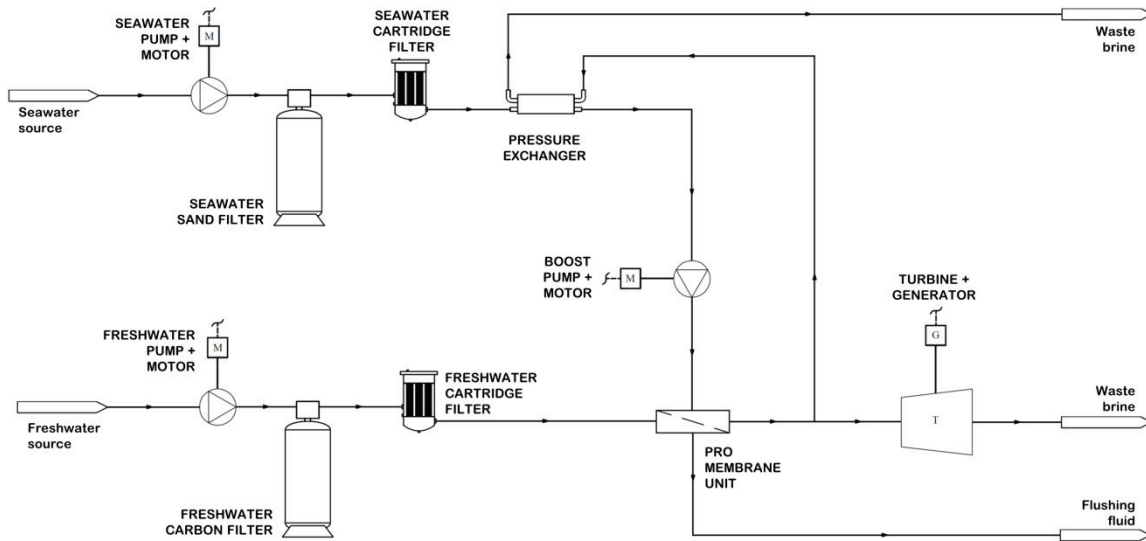 SEAWATER
PUMP +
MOTOR
M
SEAWATER
CARTRIDGE
FILTER
Waste
brine
Seawater
source
PRESSURE
EXCHANGER
SEAWATER
SAND FILTER
BOOST
PUMP +
MOTOR
M
TURBINE +
GENERATOR
G
FRESHWATER
PUMP +
MOTOR
M
FRESHWATER
CARTRIDGE
FILTER
T
Waste
brine
Freshwater
source
PRO
MEMBRANE
UNIT
FRESHWATER
CARBON FILTER
Flushing
fluid